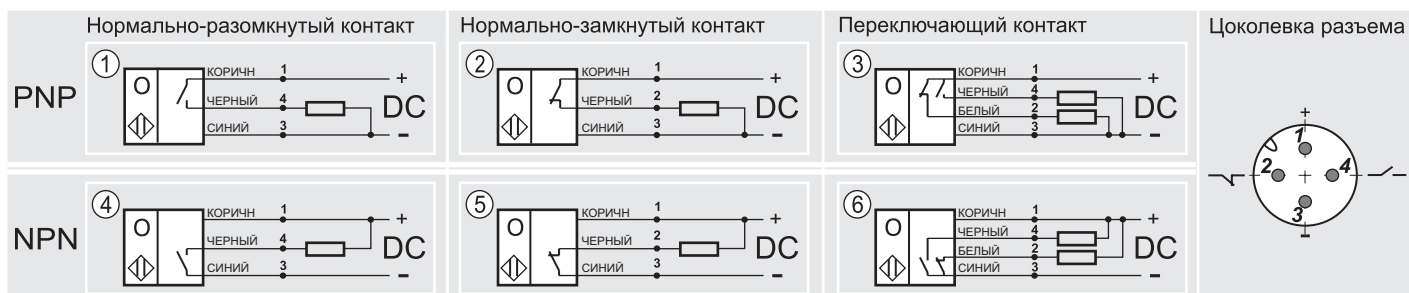 Нормально-разомкнутый контакт
Нормально-замкнутый контакт
Переключающий контакт
Цоколевка разъема
PNP
1
О
КОРИЧН 1 +
ЧЕРНЫЙ 4 DC
СИНИЙ 3 -
2
О
КОРИЧН 1 +
ЧЕРНЫЙ 2 DC
СИНИЙ 3 -
3
О
КОРИЧН 1 +
ЧЕРНЫЙ 4
DC
БЕЛЫЙ 2
СИНИЙ 3 -
NPN
4
О
КОРИЧН 1 +
ЧЕРНЫЙ 4 DC
СИНИЙ 3 -
5
О
КОРИЧН 1 +
ЧЕРНЫЙ 2 DC
СИНИЙ 3 -
6
О
КОРИЧН 1 +
ЧЕРНЫЙ 4
DC
БЕЛЫЙ 2
СИНИЙ 3 -
+
1
2 4
3
-